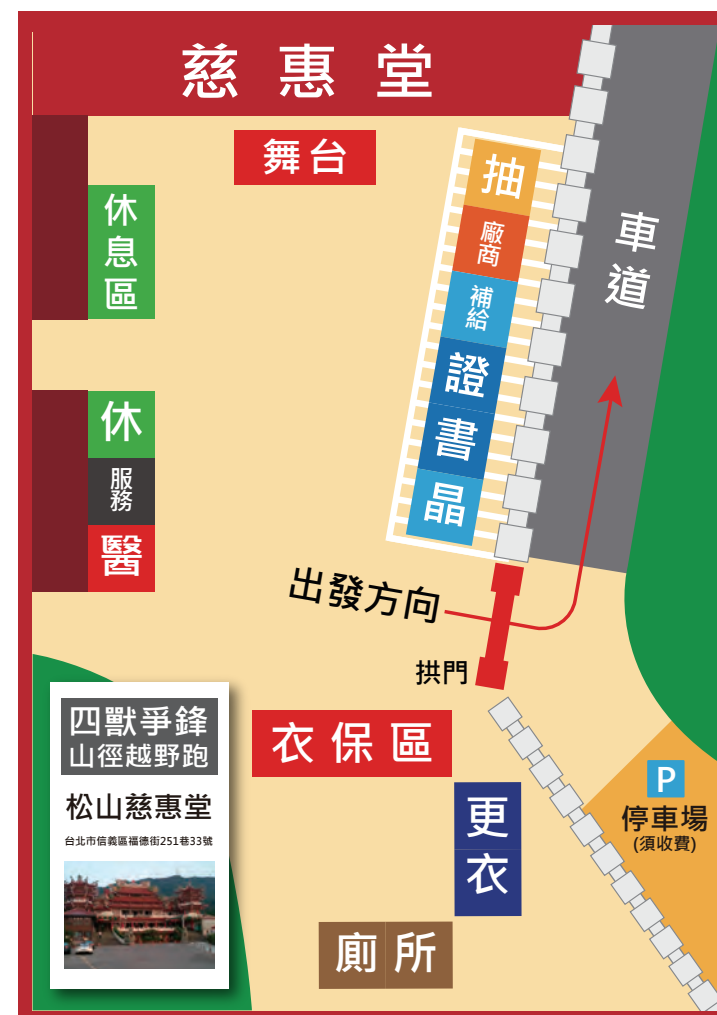 慈惠堂
舞台
抽
廠商
補給
證
書
晶
車道
休息區
休
服務
醫
出發方向
拱門
四獸爭鋒
山徑越野跑
松山慈惠堂
台北市信義區福德街251巷33號
衣保區
更衣
廁所
P
停車場
(須收費)